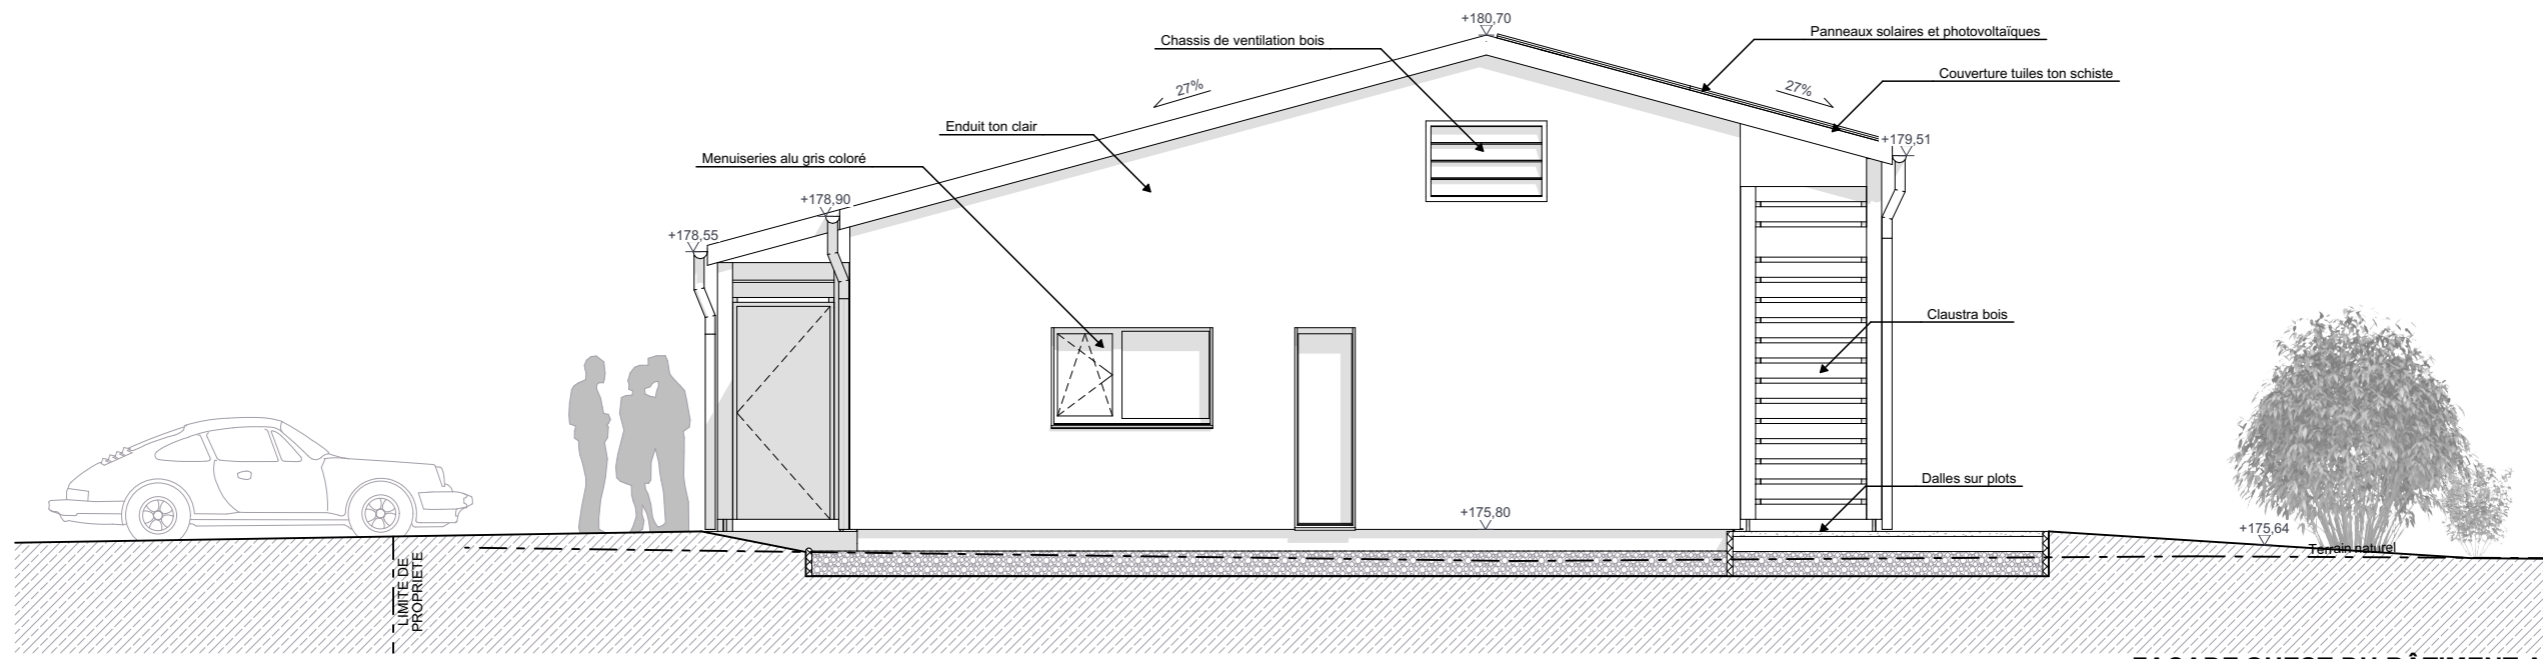 +180,70
Panneaux solaires et photovoltaïques
Chassis de ventilation bois
Couverture tuiles ton schiste
27%
27%
Enduit ton clair
+179,51
Menuiseries alu gris coloré
+178,90
+178,55
Claustra bois
Dalles sur plots
+175,80
+175,64
Terrain naturel
LIMITE DE
PROPRIETE